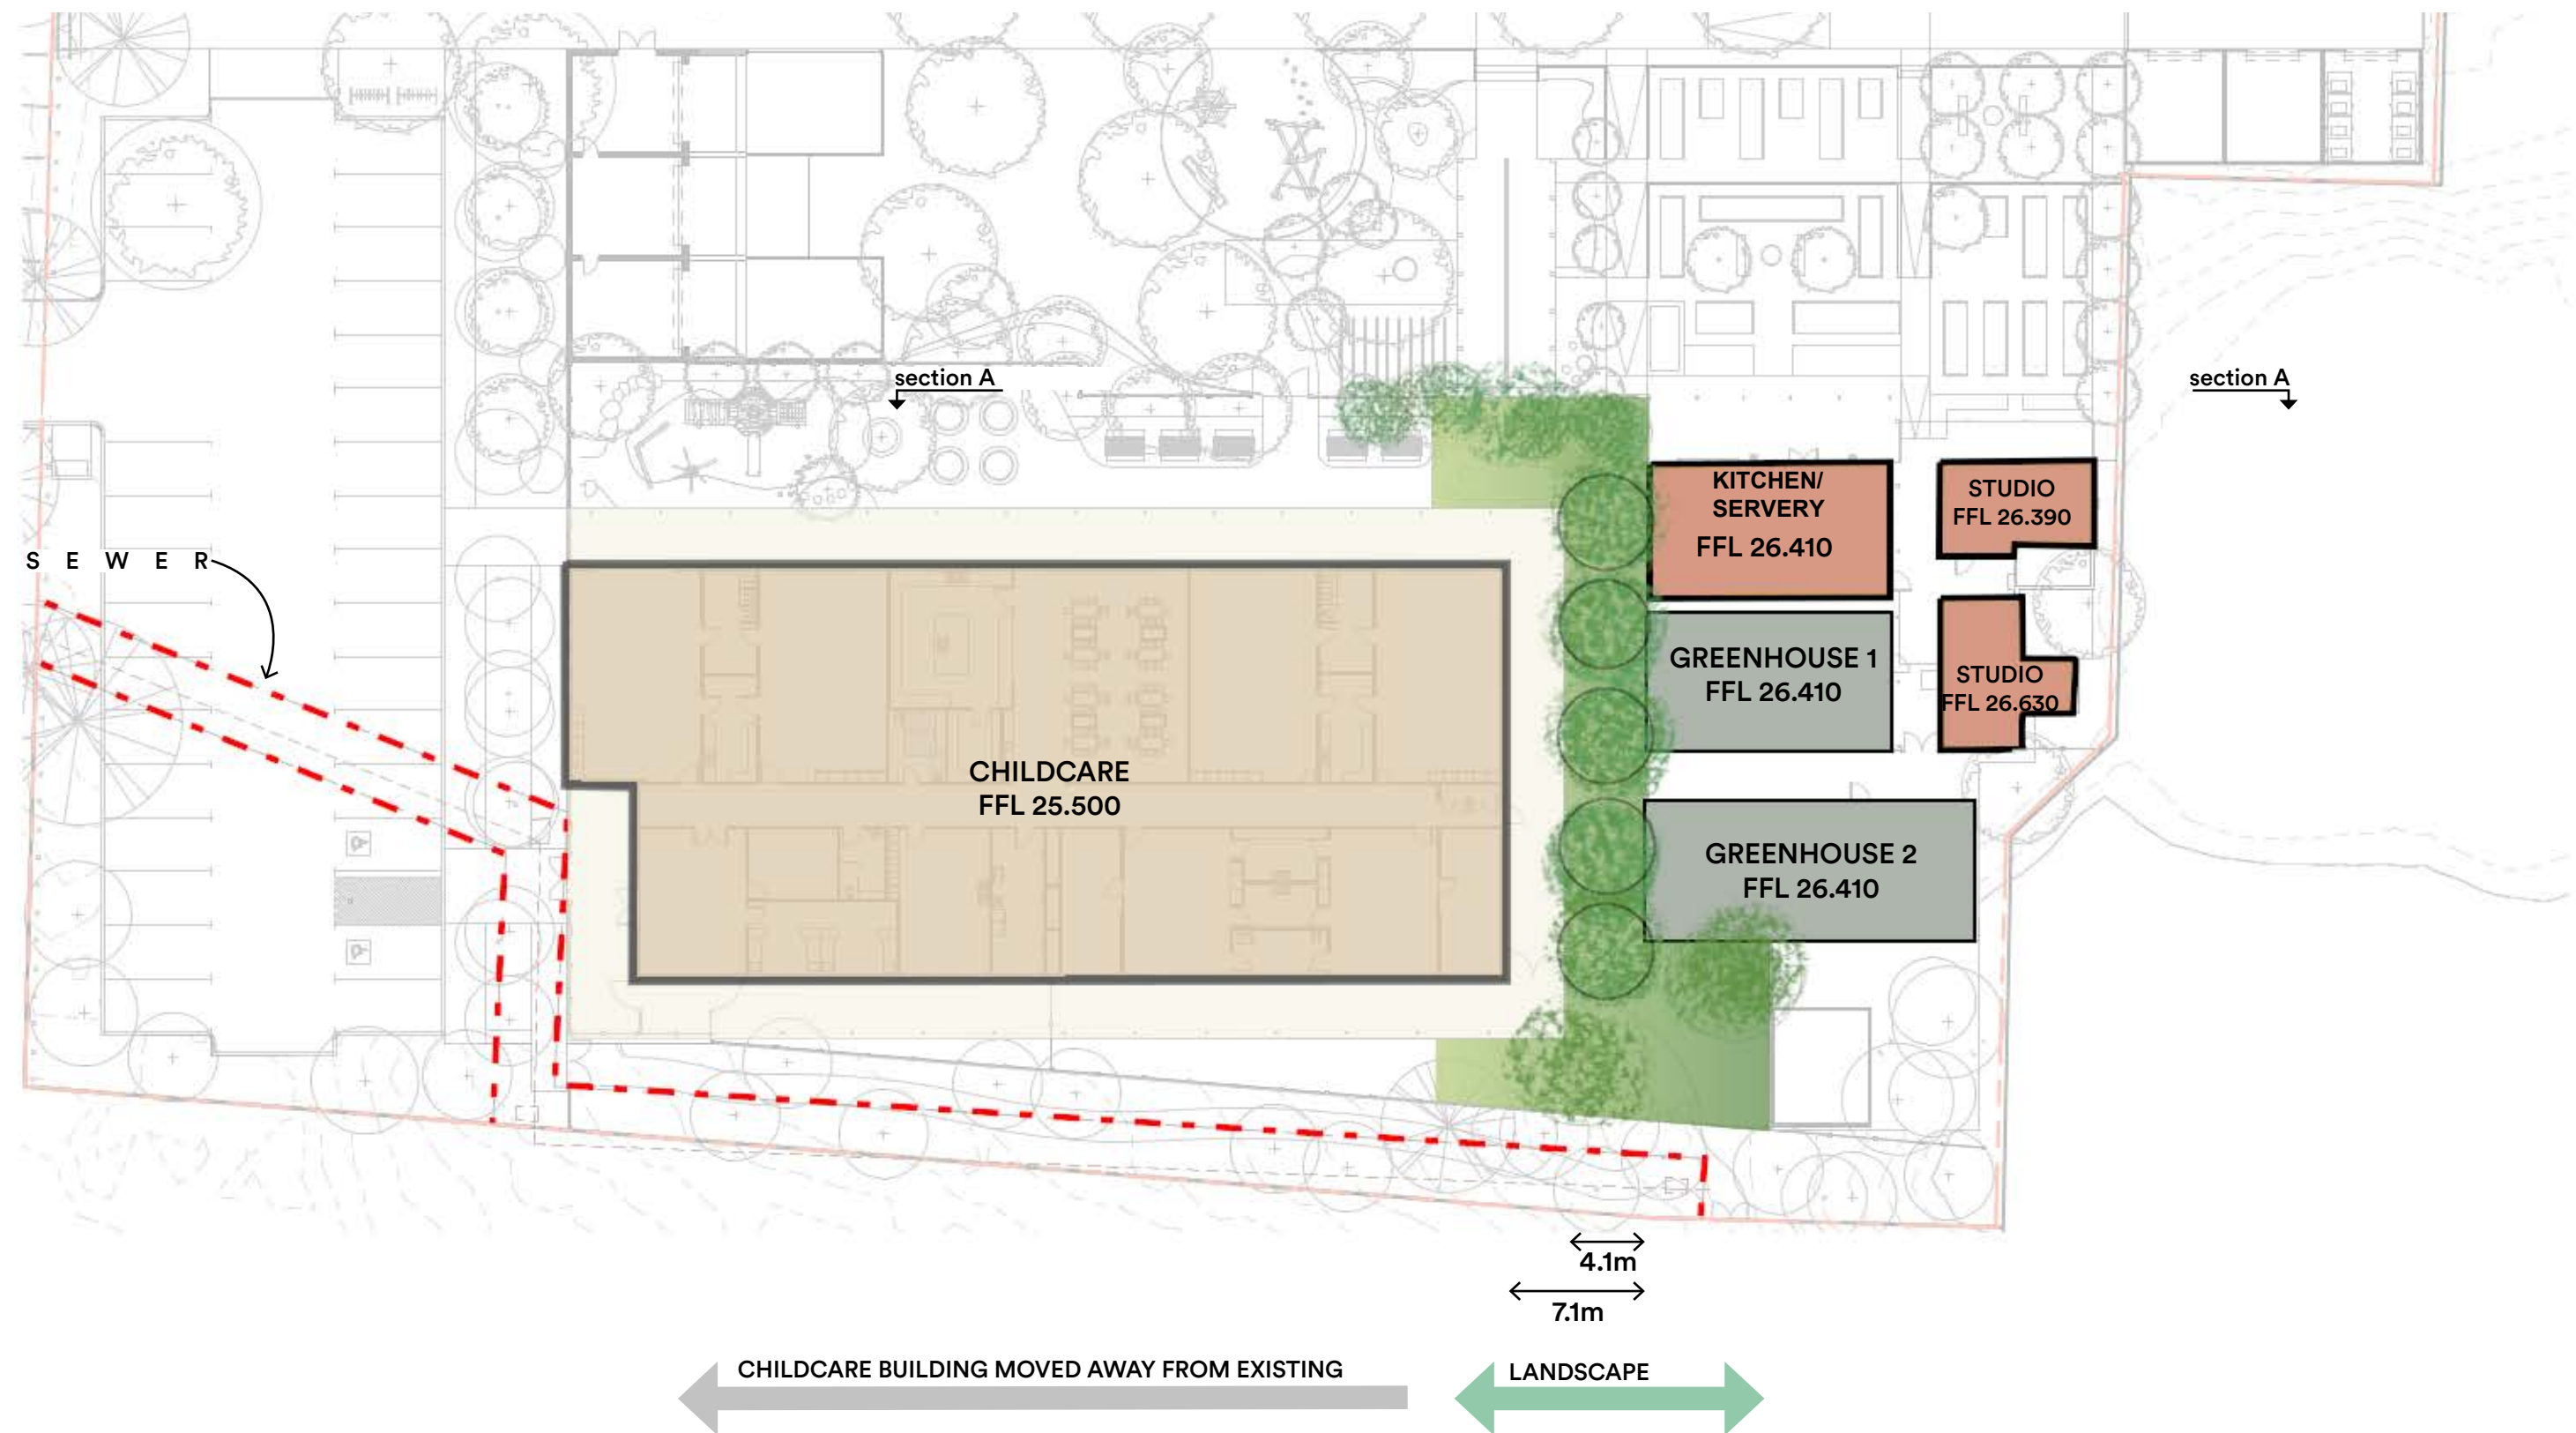 section A
section A
KITCHEN/
SERVERY
FFL 26.410
STUDIO
FFL 26.390
S E W E R
GREENHOUSE 1
FFL 26.410
STUDIO
FFL 26.630
CHILDCARE
FFL 25.500
GREENHOUSE 2
FFL 26.410
4.1m
7.1m
CHILDCARE BUILDING MOVED AWAY FROM EXISTING
LANDSCAPE